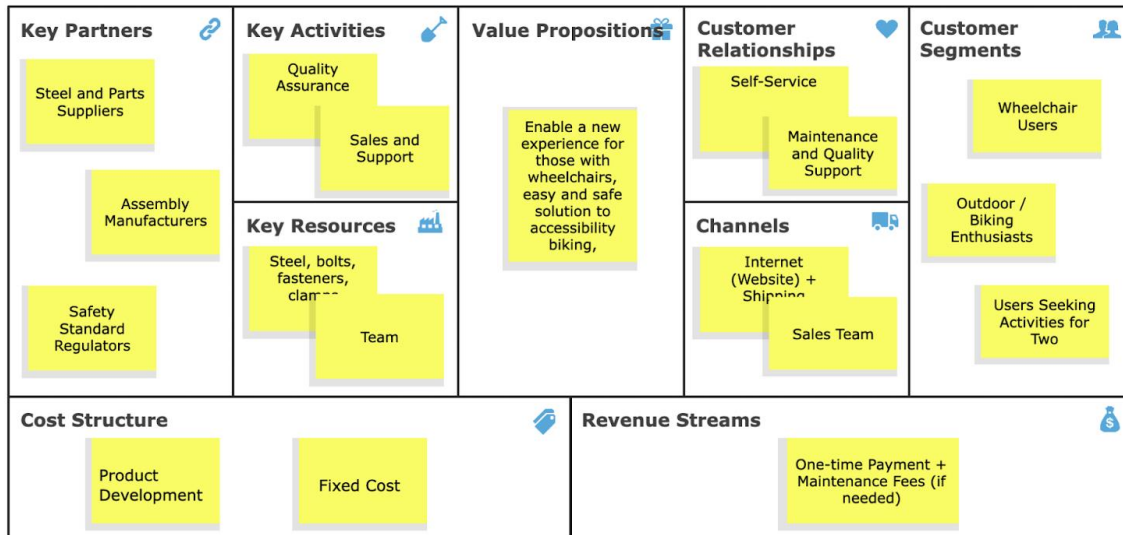 Key Partners
Steel and Parts
Suppliers
Assembly
Manufacturers
Safety
Standard
Regulators
Key Activities
Quality
Assurance
Sales and
Support
Key Resources
Steel, bolts,
fasteners,
clamps
Team
Value Propositions
Enable a new
experience for
those with
wheelchairs,
easy and safe
solution to
accessibility
biking,
Customer
Relationships
Self-Service
Maintenance
and Quality
Support
Channels
Internet
(Website) +
Shipping
Sales Team
Customer
Segments
Wheelchair
Users
Outdoor /
Biking
Enthusiasts
Users Seeking
Activities for
Two
Cost Structure
Product
Development
Fixed Cost
Revenue Streams
$
One-time Payment +
Maintenance Fees (if
needed)